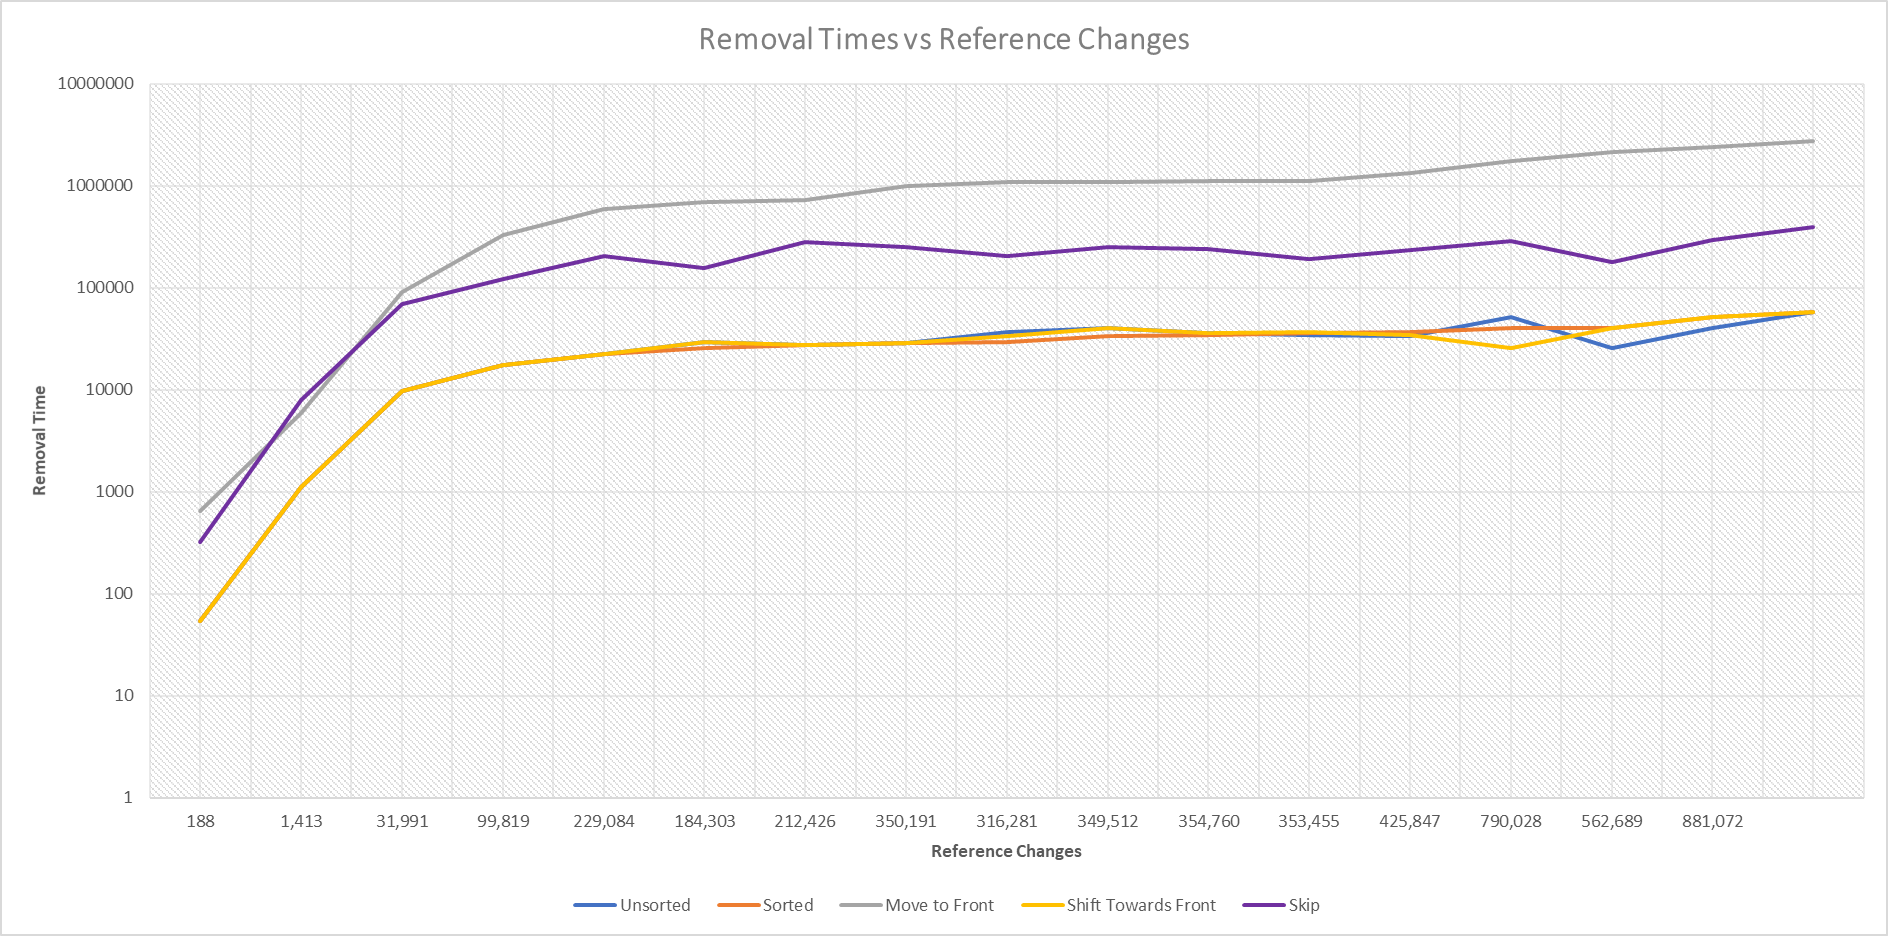 Removal Times vs Reference Changes
10000000
1000000
100000
10000
1000
100
10
1
Removal Time
188 1,413 31,991 99,819 229,084 184,303 212,426 350,191 316,281 349,512 354,760 353,455 425,847 790,028 562,689 881,072
Reference Changes
Unsorted Sorted Move to Front Shift Towards Front Skip